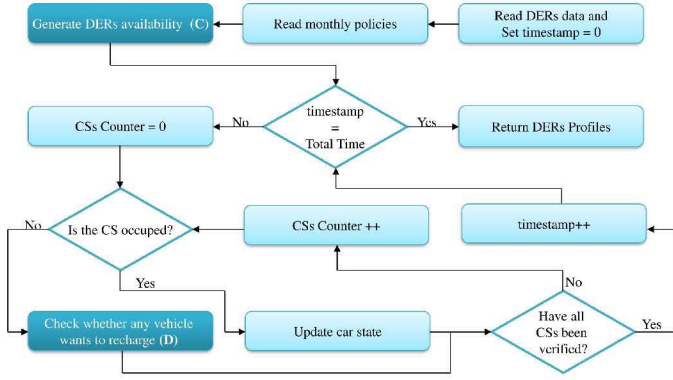 Generate DERs availability (C)
Read monthly policies
Read DERs data and
Set timestamp = 0
CSs Counter = 0
No
timestamp
=
Total Time
Yes
Return DERs Profiles
No
Is the CS occuped?
CSs Counter ++
timestamp++
Yes
No
Check whether any vehicle
wants to recharge (D)
Update car state
Have all
CSs been
verified?
Yes